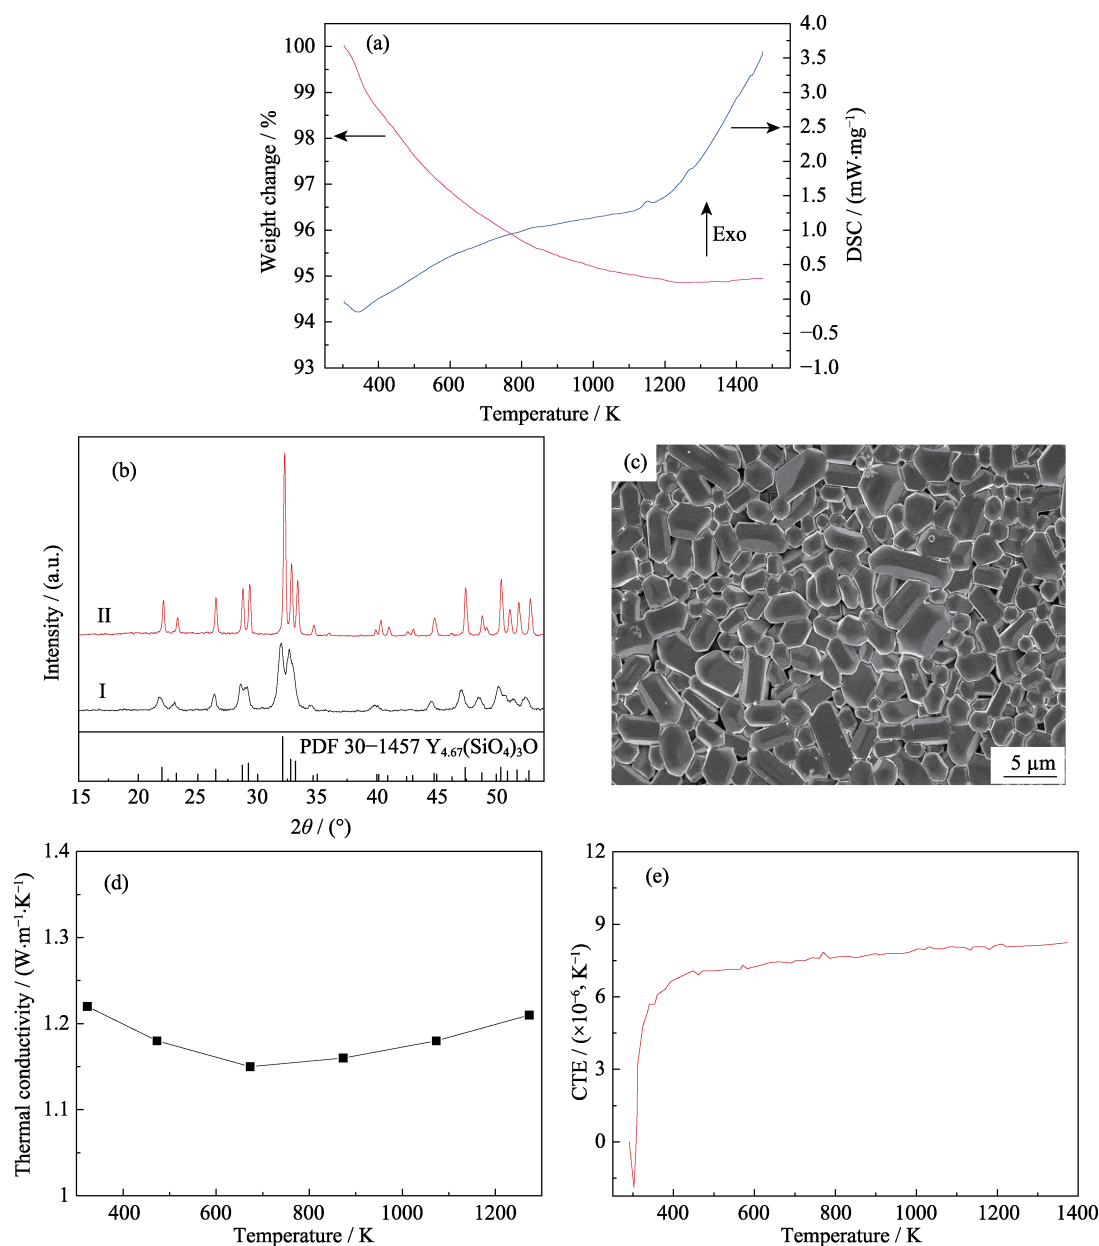 (a)
100
99
98
97
96
95
94
93
Weight change / %
4.0
3.5
3.0
2.5
2.0
1.5
1.0
0.5
0
−0.5
−1.0
DSC / (mW·mg⁻¹)
Exo
400 600 800 1000 1200 1400
Temperature / K
(b)
II
I
Intensity / (a.u.)
PDF 30−1457 Y₄.₆₇(SiO₄)₃O
15 20 25 30 35 40 45 50
2θ / (°)
(c)
5 μm
(d)
1.4
1.3
1.2
1.1
1
Thermal conductivity / (W·m⁻¹·K⁻¹)
400 600 800 1000 1200
Temperature / K
(e)
12
9
6
3
0
CTE / (×10⁻⁶, K⁻¹)
400 600 800 1000 1200 1400
Temperature / K